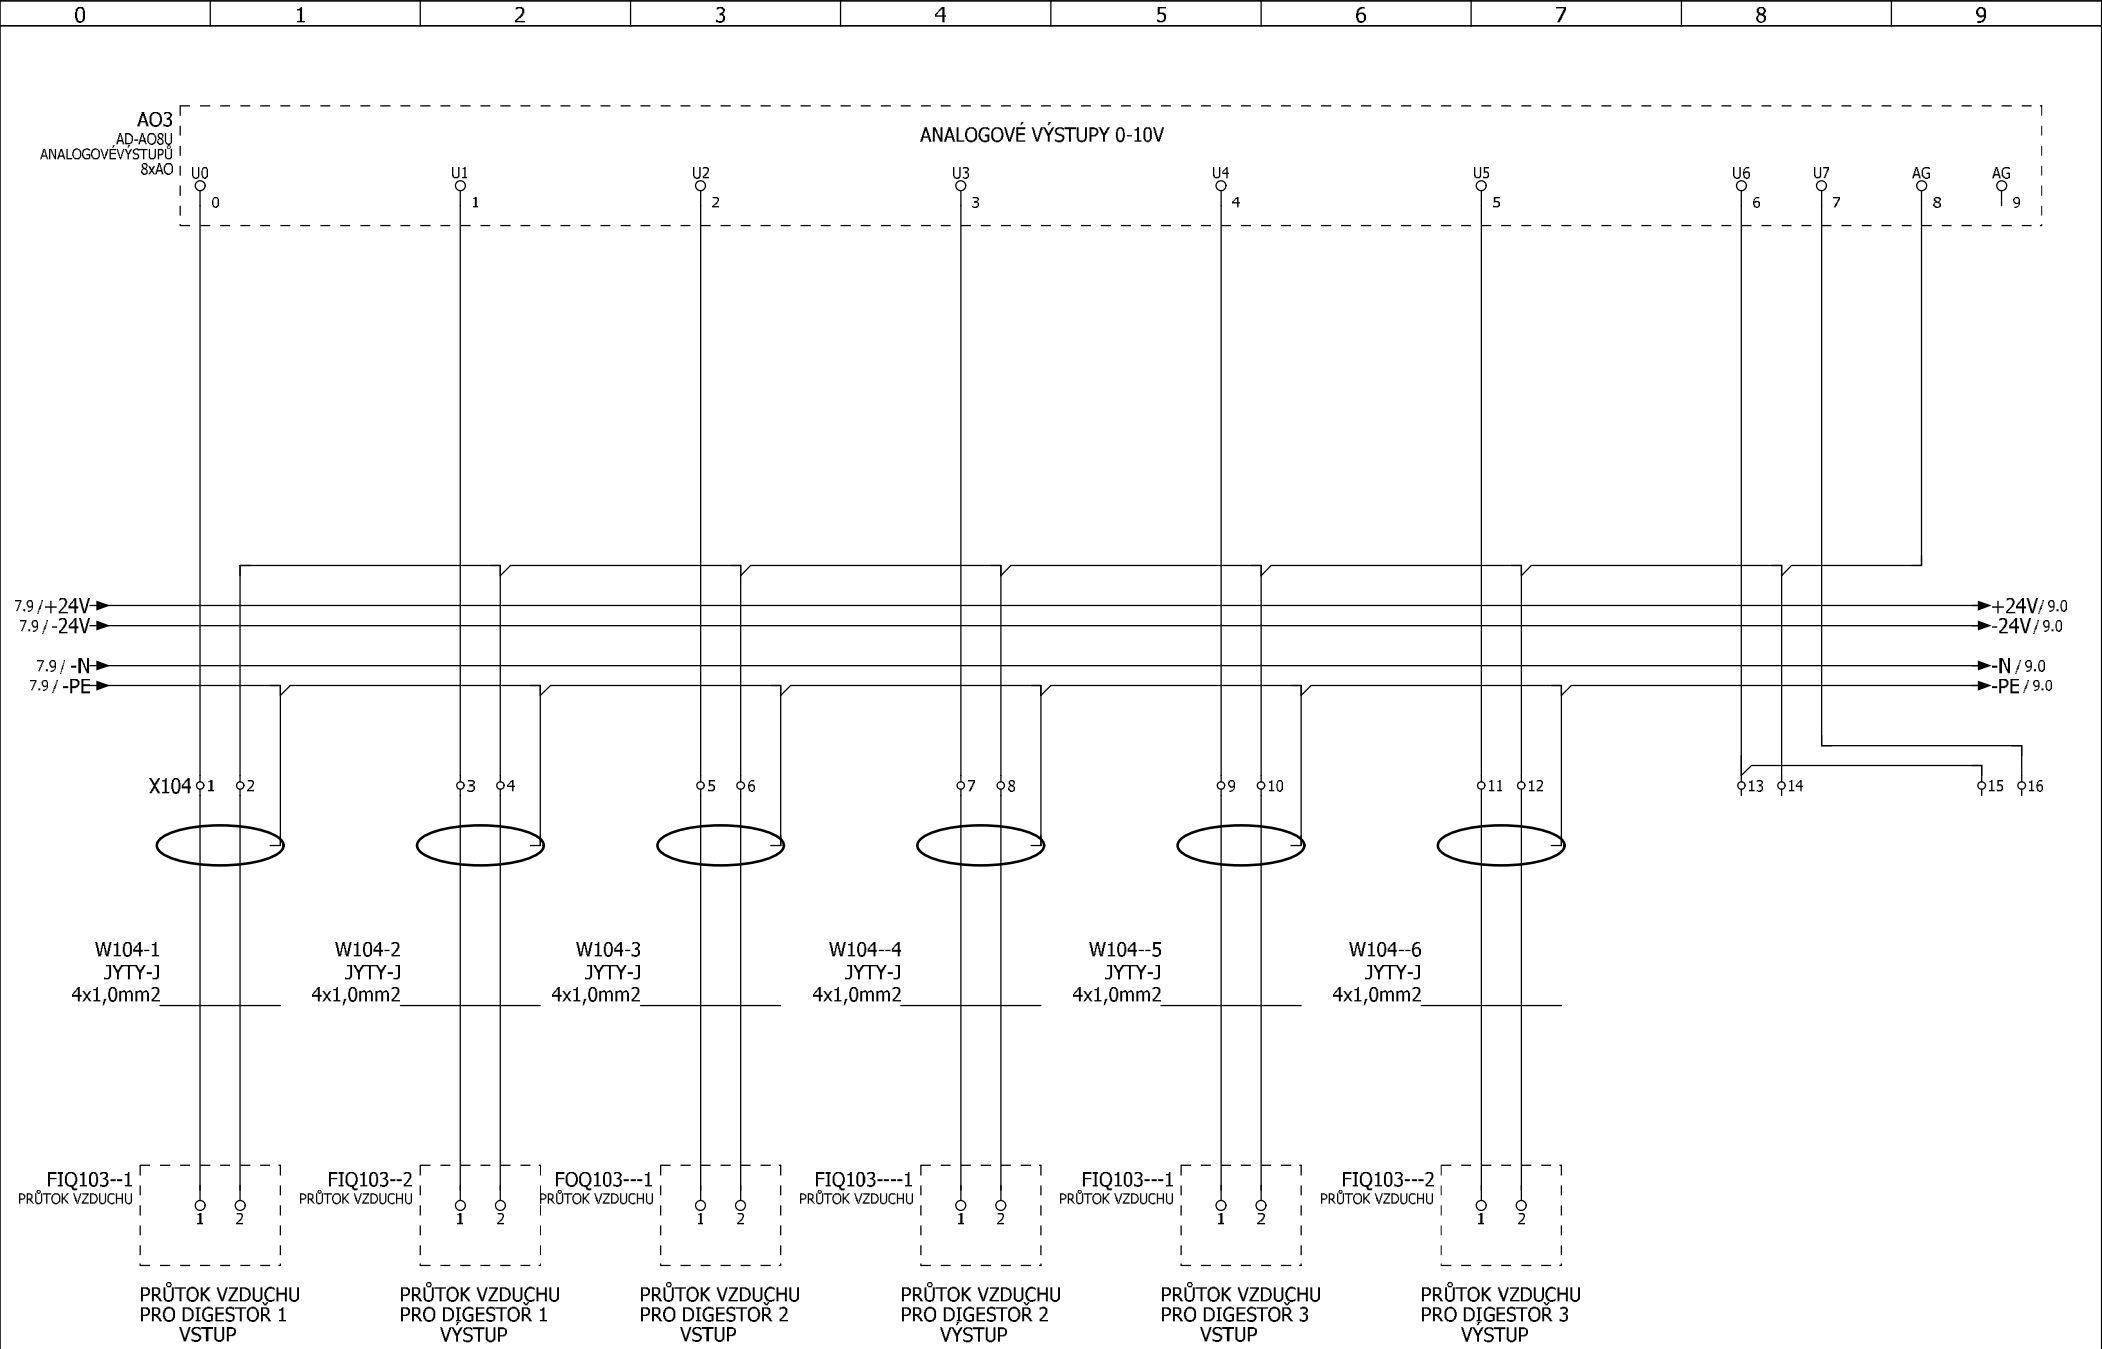 0 1 2 3 4 5 6 7 8 9
AO3
AD-AO8U
ANALOGOVÉVÝSTUPŮ
8xAO
ANALOGOVÉ VÝSTUPY 0-10V
U0 U1 U2 U3 U4 U5 U6 U7 AG AG
0 1 2 3 4 5 6 7 8 9
7.9 / +24V +24V / 9.0
7.9 / -24V -24V / 9.0
7.9 / -N -N / 9.0
7.9 / -PE -PE / 9.0
X104 1 2 3 4 5 6 7 8 9 10 11 12 13 14 15 16
W104-1 W104-2 W104-3 W104--4 W104--5 W104--6
JYTY-J JYTY-J JYTY-J JYTY-J JYTY-J JYTY-J
4x1,0mm2 4x1,0mm2 4x1,0mm2 4x1,0mm2 4x1,0mm2 4x1,0mm2
FIQ103--1 FIQ103--2 FOQ103---1 FIQ103----1 FIQ103---1 FIQ103---2
PRŮTOK VZDUCHU PRŮTOK VZDUCHU PRŮTOK VZDUCHU PRŮTOK VZDUCHU PRŮTOK VZDUCHU PRŮTOK VZDUCHU
1 2 1 2 1 2 1 2 1 2 1 2
PRŮTOK VZDUCHU
PRO DIGESTOŘ 1
VSTUP
PRŮTOK VZDUCHU
PRO DIGESTOŘ 1
VÝSTUP
PRŮTOK VZDUCHU
PRO DIGESTOŘ 2
VSTUP
PRŮTOK VZDUCHU
PRO DIGESTOŘ 2
VÝSTUP
PRŮTOK VZDUCHU
PRO DIGESTOŘ 3
VSTUP
PRŮTOK VZDUCHU
PRO DIGESTOŘ 3
VÝSTUP